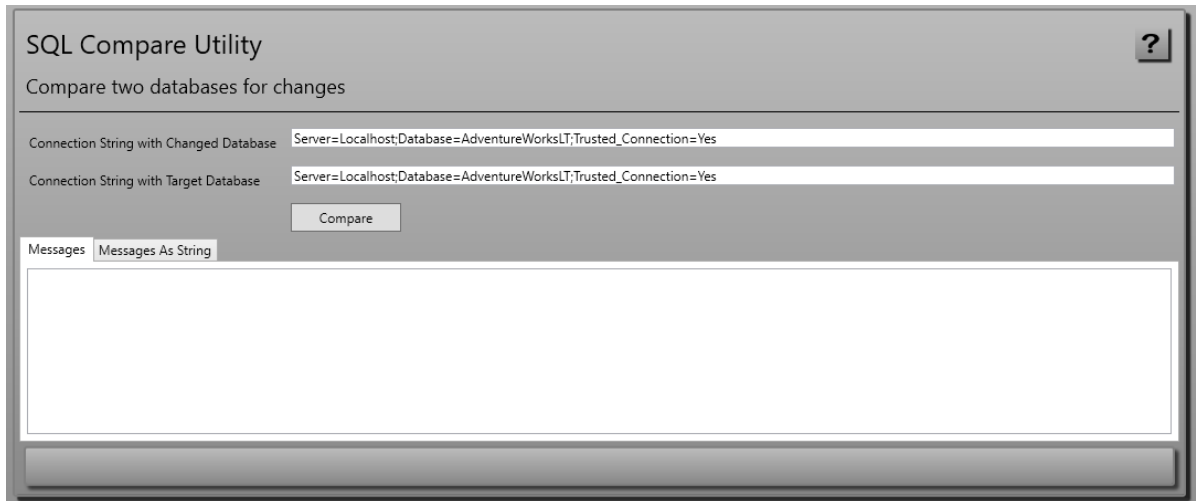 SQL Compare Utility
?
Compare two databases for changes
Connection String with Changed Database Server=Localhost;Database=AdventureWorksLT;Trusted_Connection=Yes
Connection String with Target Database Server=Localhost;Database=AdventureWorksLT;Trusted_Connection=Yes
Compare
Messages Messages As String